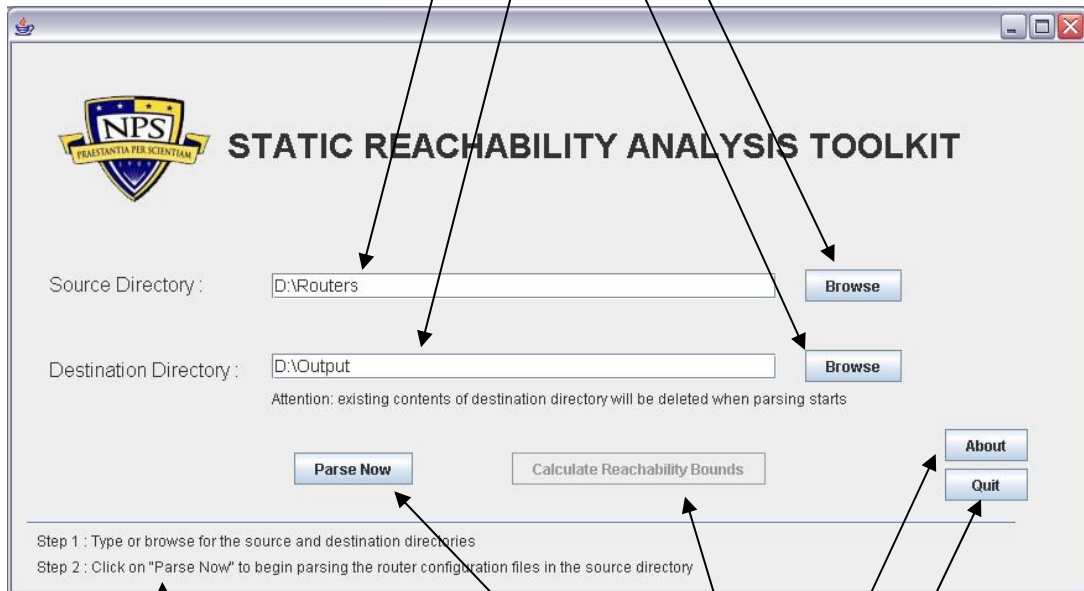 NPS
PRAESTANTIA PER SCIENTIAM
STATIC REACHABILITY ANALYSIS TOOLKIT
Source Directory :
D:\Routers
Browse
Destination Directory :
D:\Output
Browse
Attention: existing contents of destination directory will be deleted when parsing starts
Parse Now
Calculate Reachability Bounds
About
Quit
Step 1 : Type or browse for the source and destination directories
Step 2 : Click on "Parse Now" to begin parsing the router configuration files in the source directory